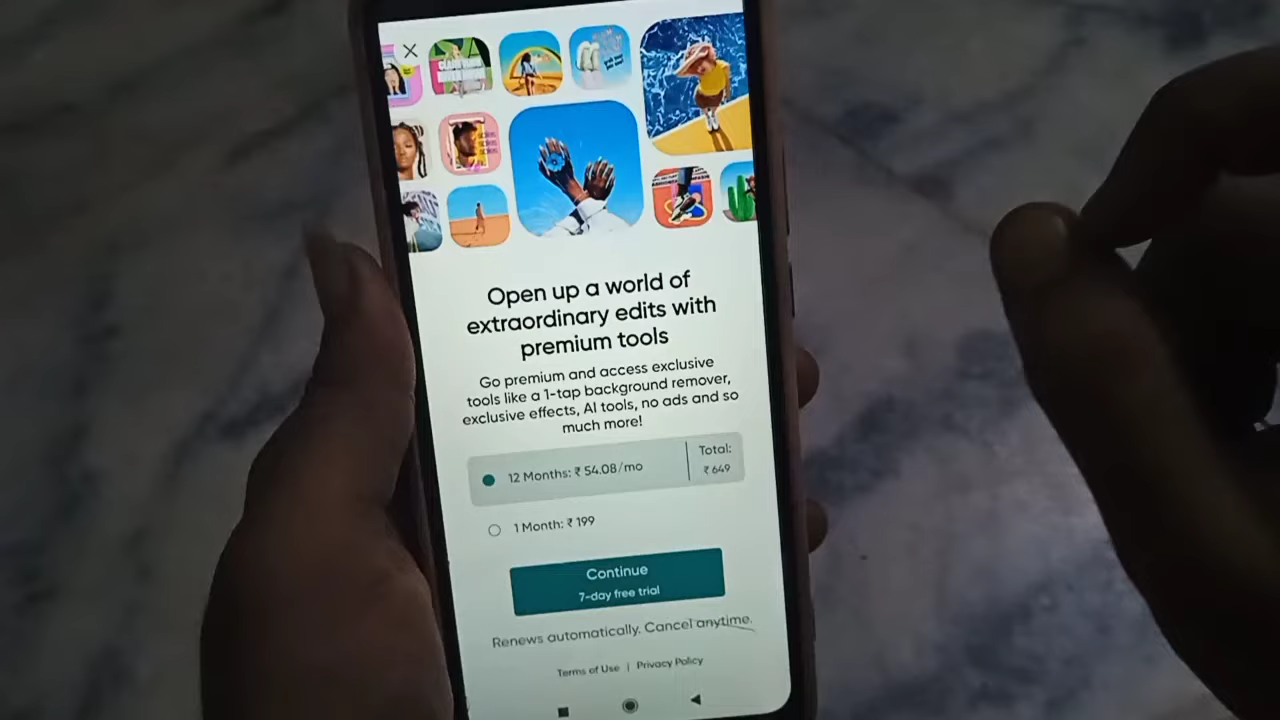 Open up a world of
extraordinary edits with
premium tools
Go premium and access exclusive
tools like a 1-tap background remover,
exclusive effects, AI tools, no ads and so
much more!
12 Months: ₹ 54.08/mo
Total:
₹ 649
1 Month: ₹ 199
Continue
7-day free trial
Renews automatically. Cancel anytime.
Terms of Use | Privacy Policy